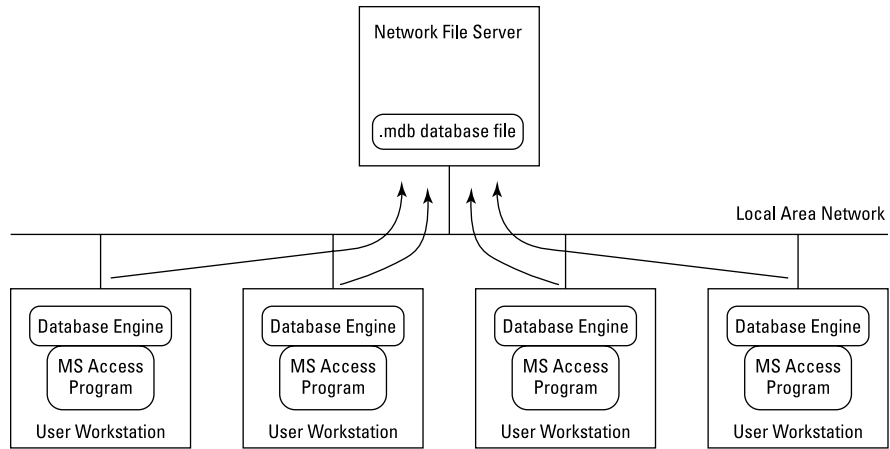 Network File Server
.mdb database file
Local Area Network
Database Engine
MS Access
Program
User Workstation
Database Engine
MS Access
Program
User Workstation
Database Engine
MS Access
Program
User Workstation
Database Engine
MS Access
Program
User Workstation